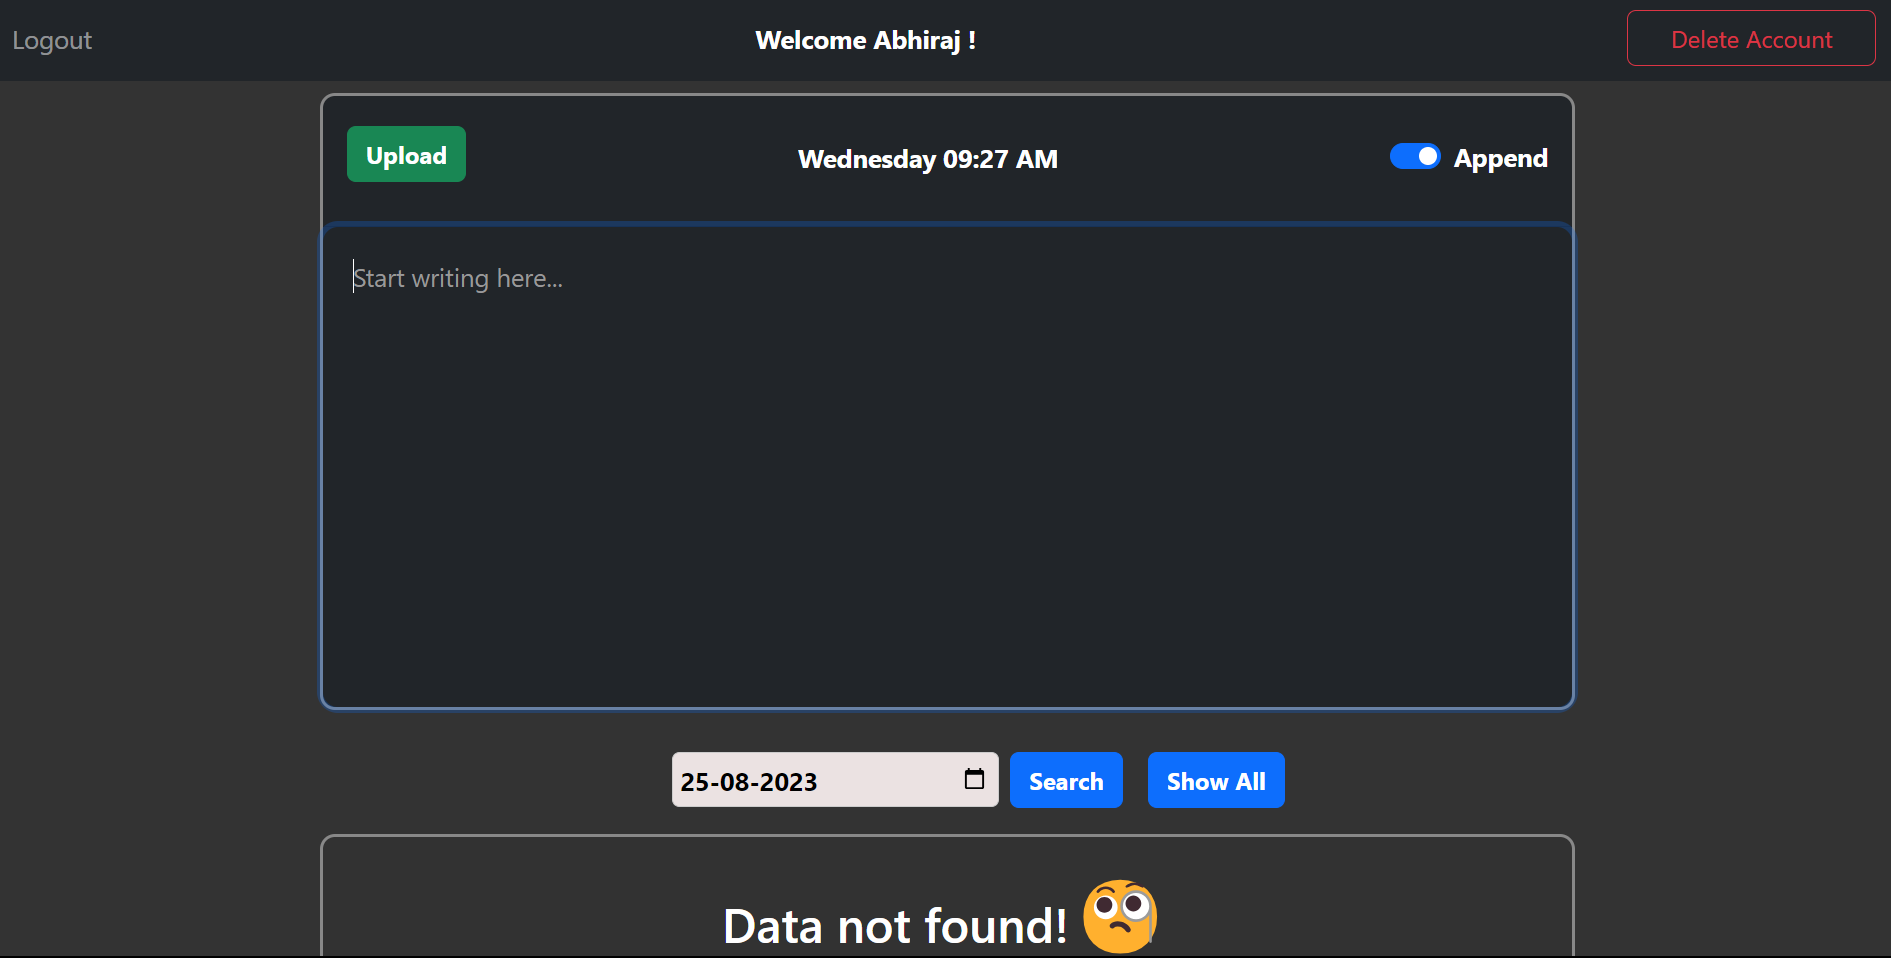 Logout
Welcome Abhiraj !
Delete Account
Upload
Wednesday 09:27 AM
Append
Start writing here...
25-08-2023
Search
Show All
Data not found! 🧐